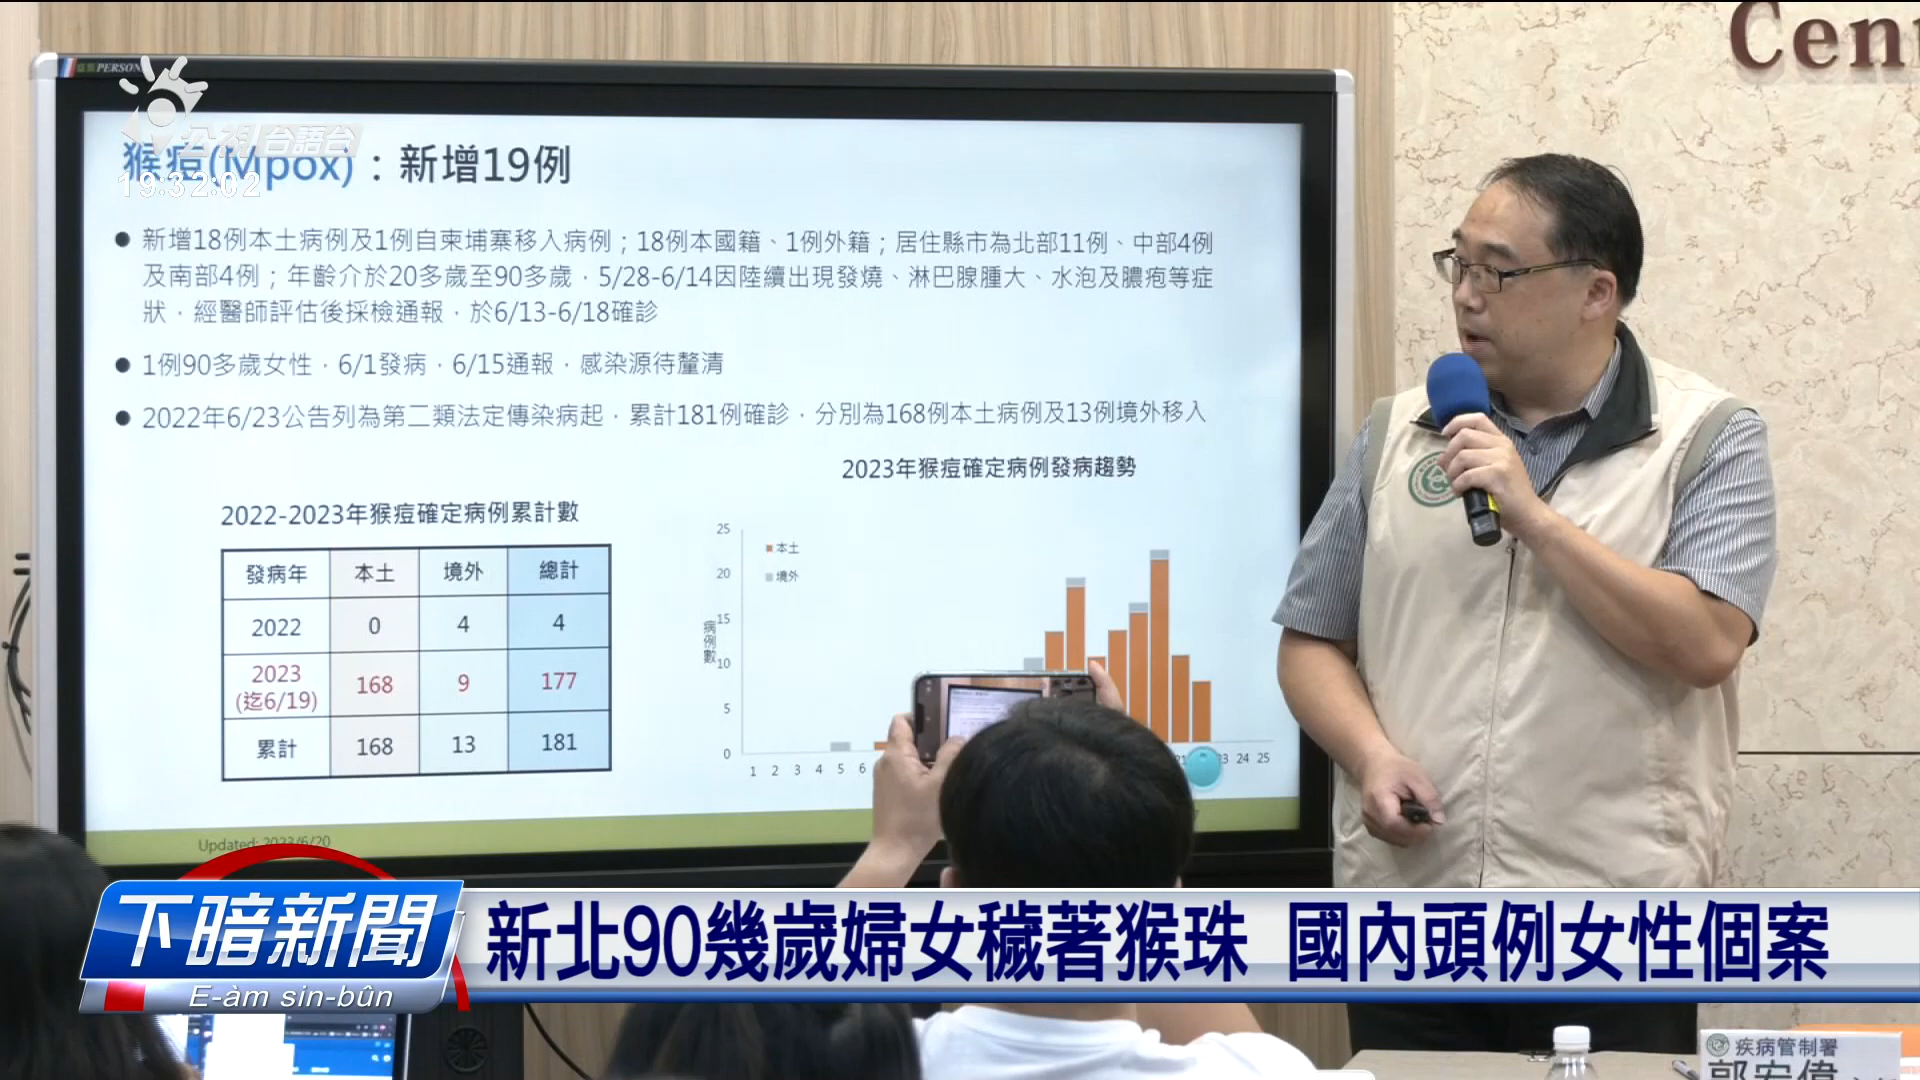 Cen
PERSON
公視台語台
猴痘(Mpox)：新增19例
19:32:02
新增18例本土病例及1例自柬埔寨移入病例；18例本國籍、1例外籍；居住縣市為北部11例、中部4例
及南部4例；年齡介於20多歲至90多歲，5/28-6/14因陸續出現發燒、淋巴腺腫大、水泡及膿疱等症
狀，經醫師評估後採檢通報，於6/13-6/18確診
1例90多歲女性，6/1發病，6/15通報，感染源待釐清
2022年6/23公告列為第二類法定傳染病起，累計181例確診，分別為168例本土病例及13例境外移入
2022-2023年猴痘確定病例累計數
發病年 本土 境外 總計
2022 0 4 4
2023
(迄6/19) 168 9 177
累計 168 13 181
2023年猴痘確定病例發病趨勢
本土
境外
病例數
25
20
15
10
5
0
1 2 3 4 5 6 21 23 24 25
Updated: 2023/6/20
下暗新聞
E-àm sin-bûn
新北90幾歲婦女穢著猴珠 國內頭例女性個案
疾病管制署
郭宏偉